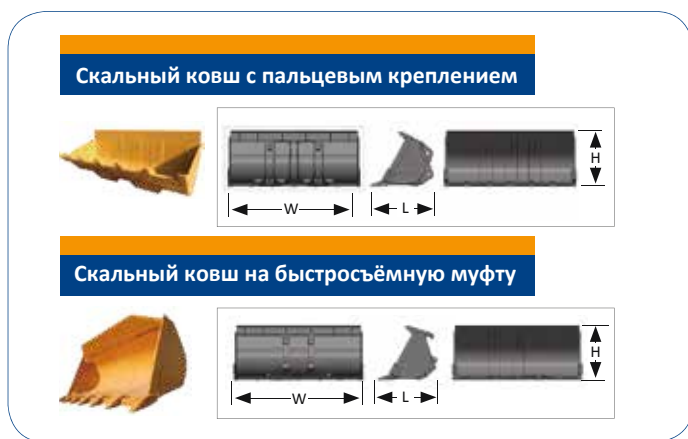 Скальный ковш с пальцевым креплением
H
W
L
Скальный ковш на быстросъёмную муфту
H
W
L